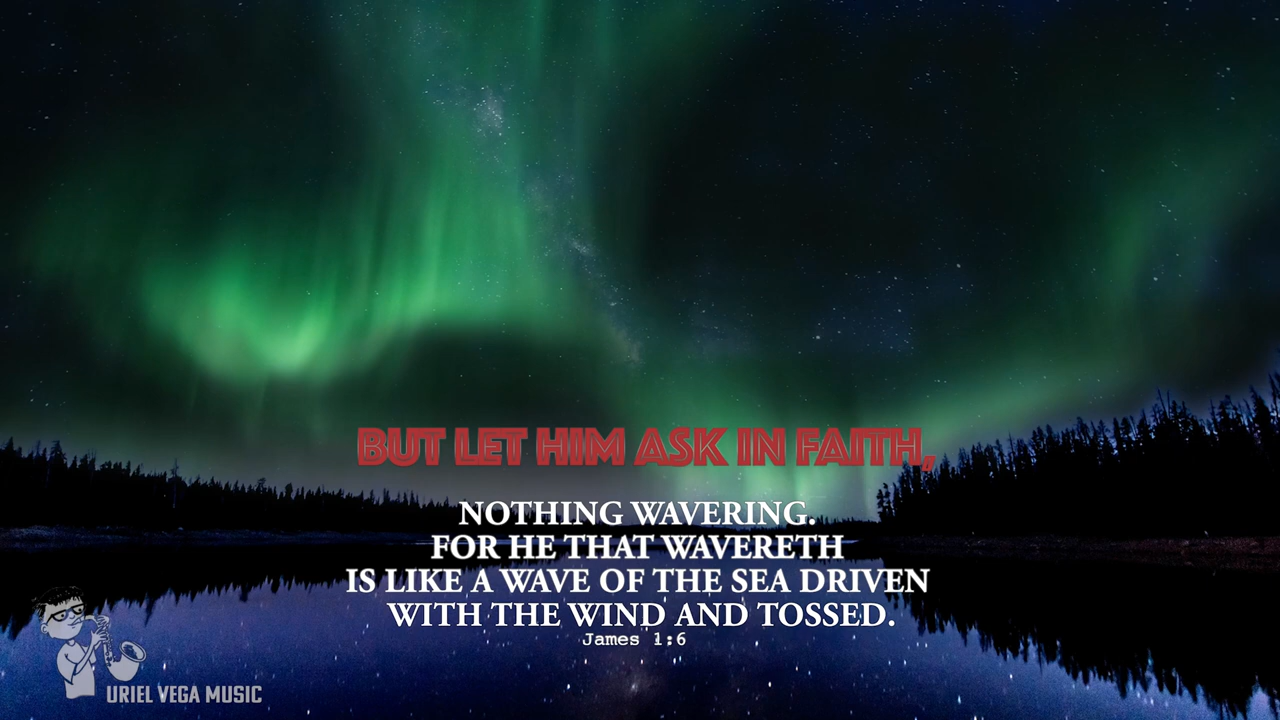 BUT LET HIM ASK IN FAITH,
NOTHING WAVERING.
FOR HE THAT WAVERETH
IS LIKE A WAVE OF THE SEA DRIVEN
WITH THE WIND AND TOSSED.
James 1:6
URIEL VEGA MUSIC